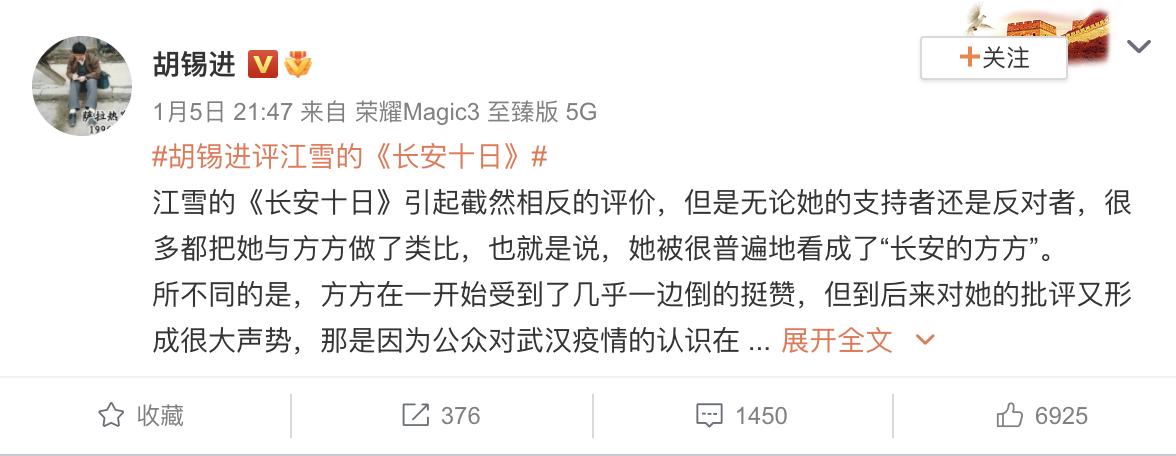 胡锡进
+关注
1月5日 21:47 来自 荣耀Magic3 至臻版 5G
#胡锡进评江雪的《长安十日》#
江雪的《长安十日》引起截然相反的评价，但是无论她的支持者还是反对者，很
多都把她与方方做了类比，也就是说，她被很普遍地看成了“长安的方方”。
所不同的是，方方在一开始受到了几乎一边倒的挺赞，但到后来对她的批评又形
成很大声势，那是因为公众对武汉疫情的认识在 ... 展开全文
收藏 376 1450 6925